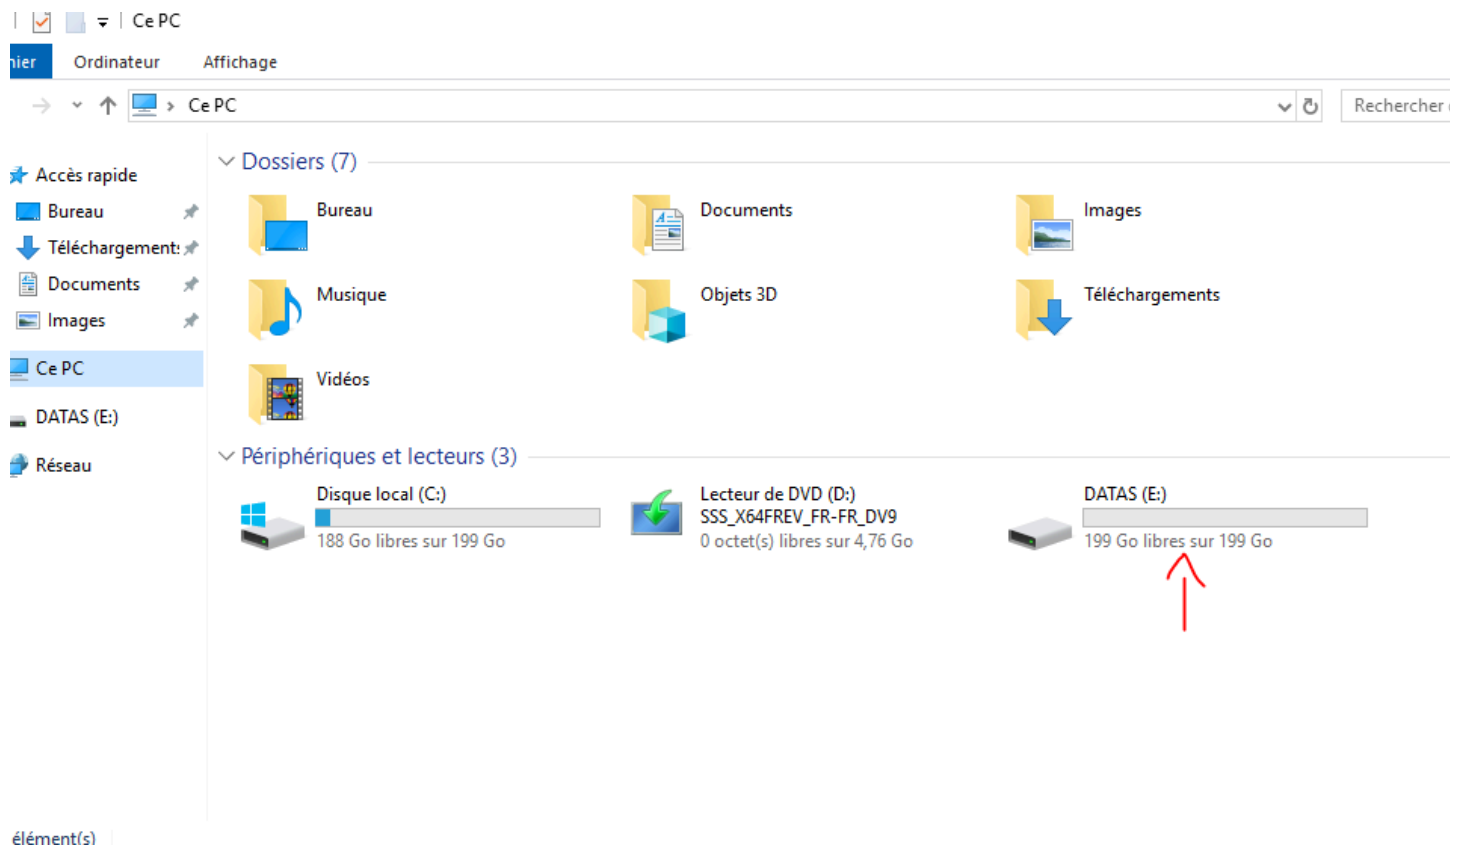 Ce PC
Ordinateur Affichage
Ce PC Rechercher
Accès rapide
Bureau
Téléchargements
Documents
Images
Ce PC
DATAS (E:)
Réseau
Dossiers (7)
Bureau Documents Images
Musique Objets 3D Téléchargements
Vidéos
Périphériques et lecteurs (3)
Disque local (C:)
188 Go libres sur 199 Go
Lecteur de DVD (D:)
SSS_X64FREV_FR-FR_DV9
0 octet(s) libres sur 4,76 Go
DATAS (E:)
199 Go libres sur 199 Go
élément(s)